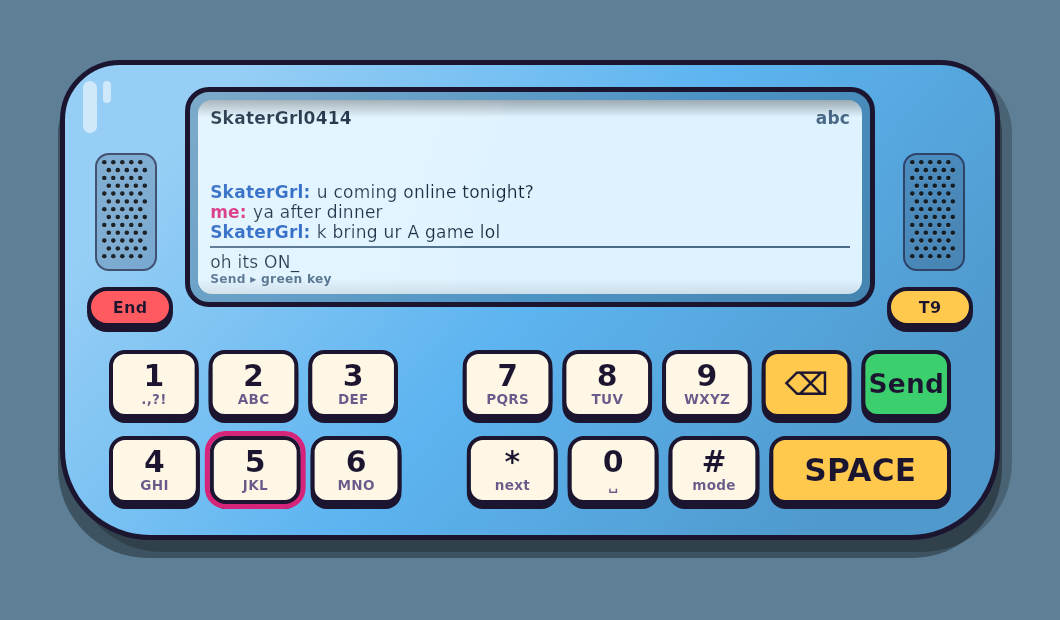 SkaterGrl0414 abc
SkaterGrl: u coming online tonight?
me: ya after dinner
SkaterGrl: k bring ur A game lol
oh its ON_
Send ▸ green key
End T9
1 2 3 7 8 9 ⌫ Send
.,?! ABC DEF PQRS TUV WXYZ
4 5 6 * 0 # SPACE
GHI JKL MNO next ␣ mode